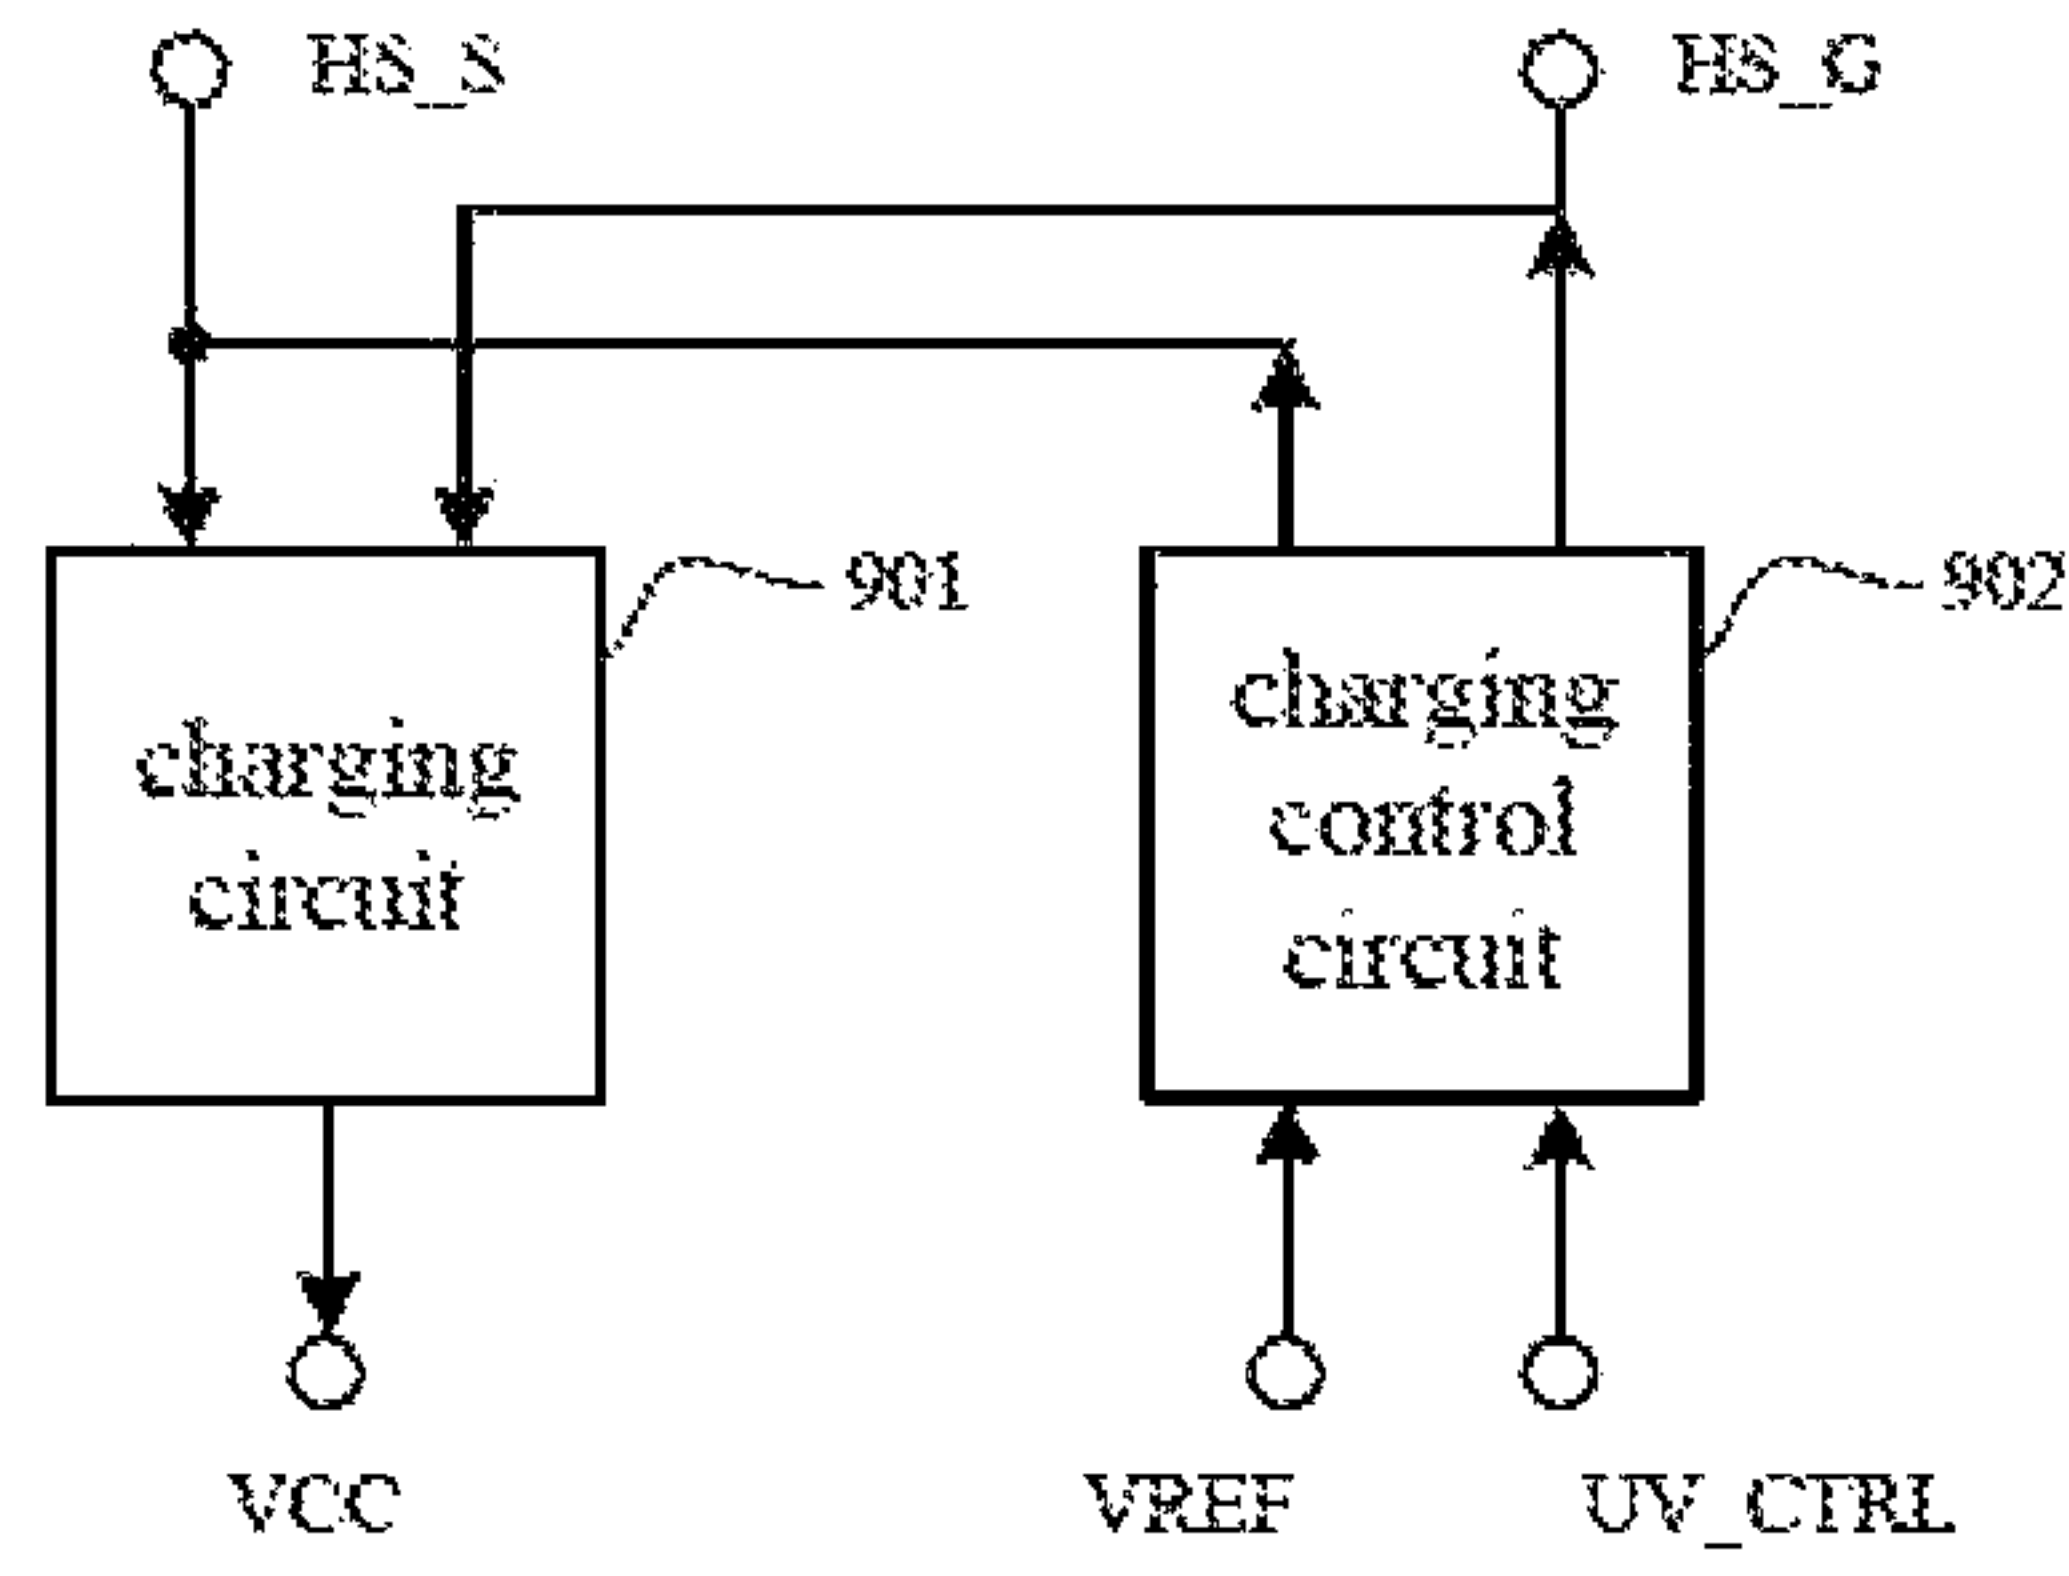 HS_S
HS_G
901
902
charging
circuit
charging
control
circuit
VCC
VREF
UV_CTRL